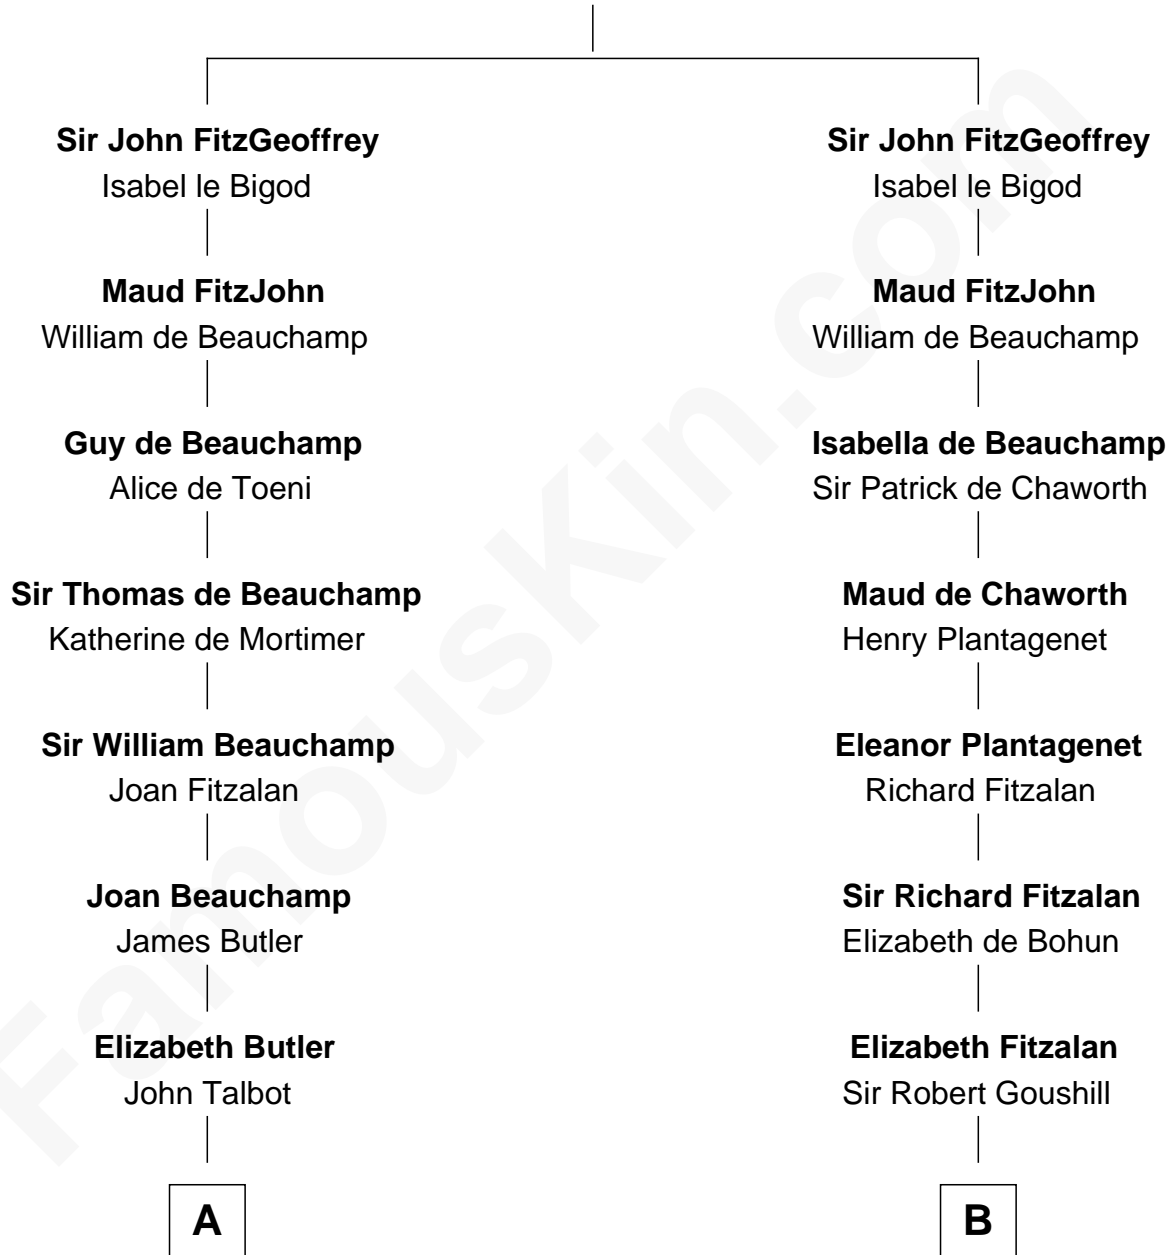 Sir John FitzGeoffrey
Isabel le Bigod
Maud FitzJohn
William de Beauchamp
Guy de Beauchamp
Alice de Toeni
Sir Thomas de Beauchamp
Katherine de Mortimer
Sir William Beauchamp
Joan Fitzalan
Joan Beauchamp
James Butler
Elizabeth Butler
John Talbot
A
Sir John FitzGeoffrey
Isabel le Bigod
Maud FitzJohn
William de Beauchamp
Isabella de Beauchamp
Sir Patrick de Chaworth
Maud de Chaworth
Henry Plantagenet
Eleanor Plantagenet
Richard Fitzalan
Sir Richard Fitzalan
Elizabeth de Bohun
Elizabeth Fitzalan
Sir Robert Goushill
B
FamousKin.com